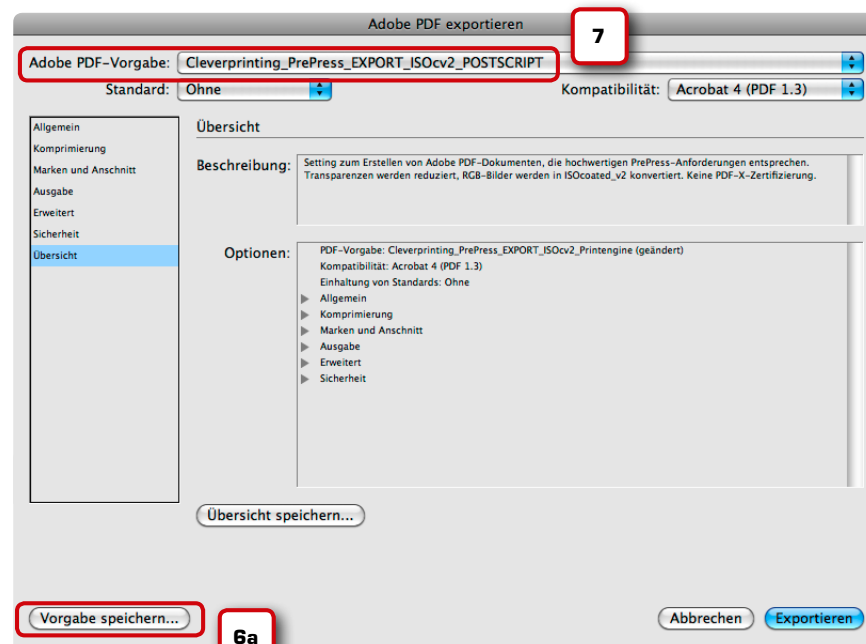 Adobe PDF exportieren
7
Adobe PDF-Vorgabe: Cleverprinting_PrePress_EXPORT_ISOcv2_POSTSCRIPT
Standard: Ohne Kompatibilität: Acrobat 4 (PDF 1.3)
Allgemein
Komprimierung
Marken und Anschnitt
Ausgabe
Erweitert
Sicherheit
Übersicht
Übersicht
Beschreibung: Setting zum Erstellen von Adobe PDF-Dokumenten, die hochwertigen PrePress-Anforderungen entsprechen.
Transparenzen werden reduziert, RGB-Bilder werden in ISOcoated_v2 konvertiert. Keine PDF-X-Zertifizierung.
Optionen: PDF-Vorgabe: Cleverprinting_PrePress_EXPORT_ISOcv2_Printengine (geändert)
Kompatibilität: Acrobat 4 (PDF 1.3)
Einhaltung von Standards: Ohne
Allgemein
Komprimierung
Marken und Anschnitt
Ausgabe
Erweitert
Sicherheit
Übersicht speichern...
Vorgabe speichern... Abbrechen Exportieren
6a